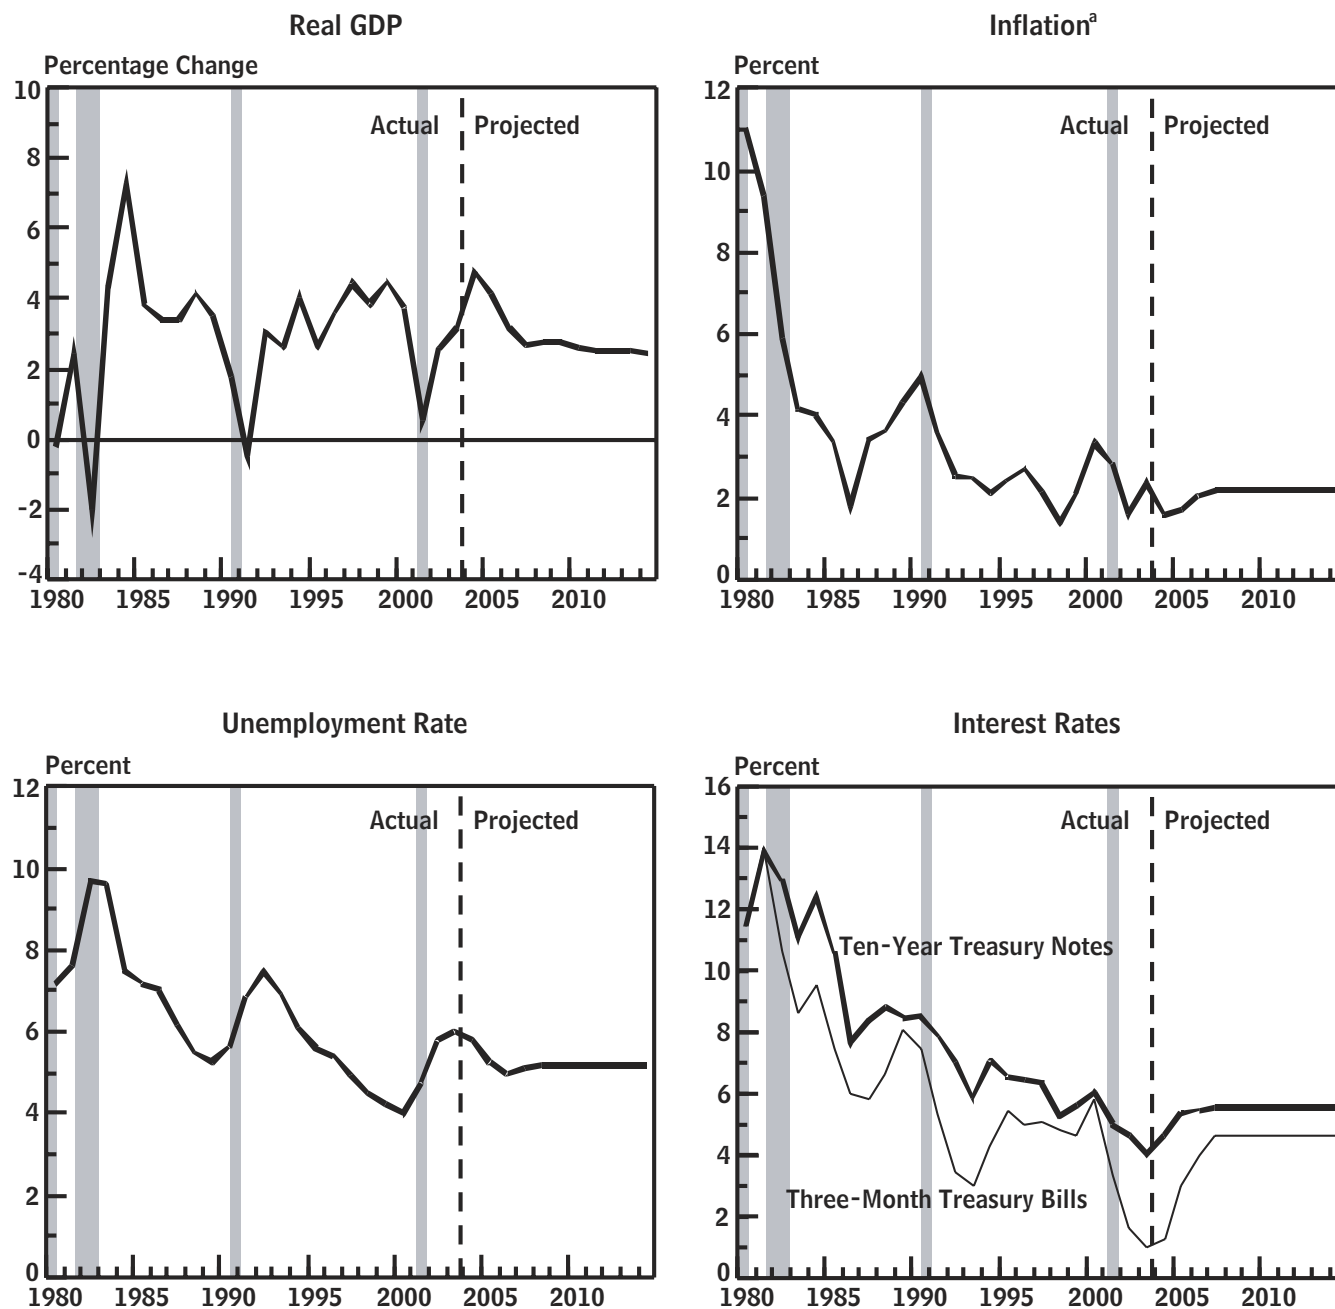 Real GDP
Percentage Change
10
8
6
4
2
0
-2
-4
Actual
Projected
1980 1985 1990 1995 2000 2005 2010
Inflationᵃ
Percent
12
10
8
6
4
2
0
Actual
Projected
1980 1985 1990 1995 2000 2005 2010
Unemployment Rate
Percent
12
10
8
6
4
2
0
Actual
Projected
1980 1985 1990 1995 2000 2005 2010
Interest Rates
Percent
16
14
12
10
8
6
4
2
0
Actual
Projected
Ten-Year Treasury Notes
Three-Month Treasury Bills
1980 1985 1990 1995 2000 2005 2010